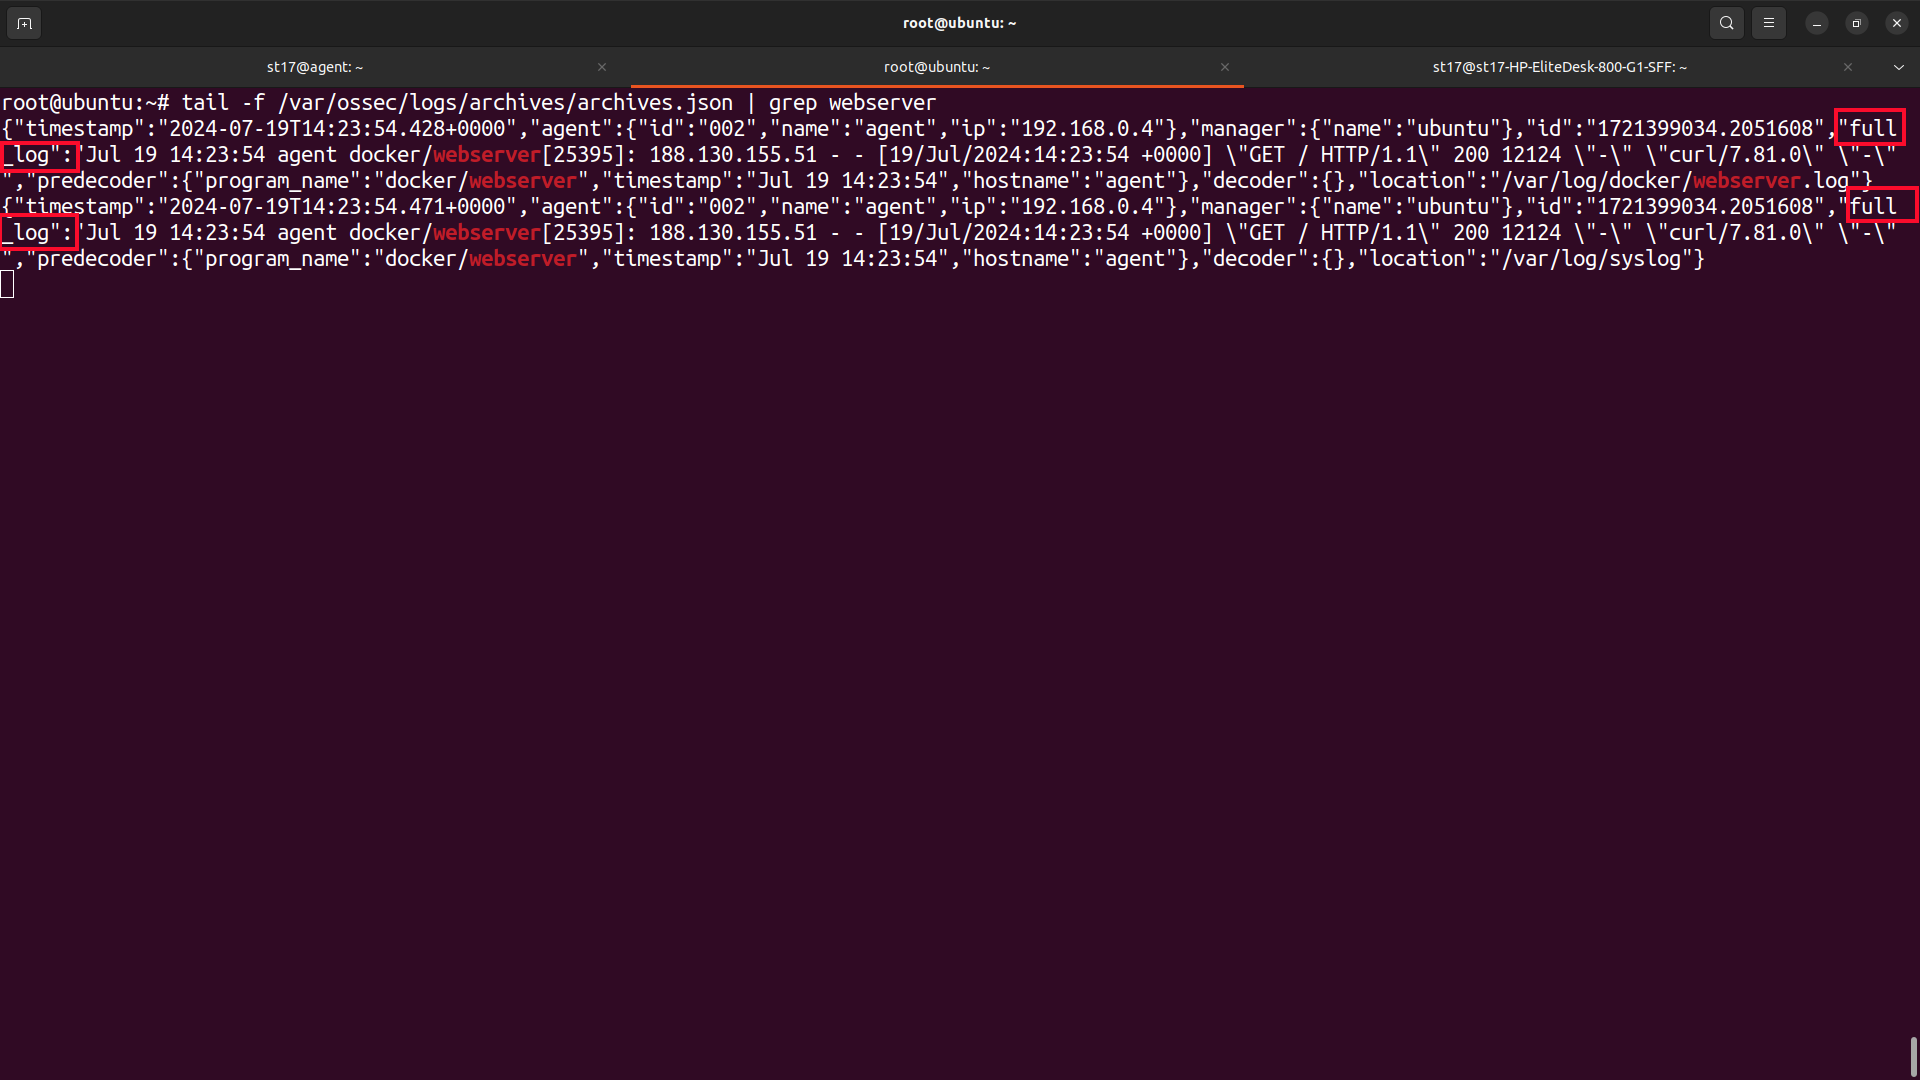 root@ubuntu: ~
st17@agent: ~
root@ubuntu: ~
st17@st17-HP-EliteDesk-800-G1-SFF: ~
root@ubuntu:~# tail -f /var/ossec/logs/archives/archives.json | grep webserver
{"timestamp":"2024-07-19T14:23:54.428+0000","agent":{"id":"002","name":"agent","ip":"192.168.0.4"},"manager":{"name":"ubuntu"},"id":"1721399034.2051608","full
_log":"Jul 19 14:23:54 agent docker/webserver[25395]: 188.130.155.51 - - [19/Jul/2024:14:23:54 +0000] \"GET / HTTP/1.1\" 200 12124 \"-\" \"curl/7.81.0\" \"-\"
","predecoder":{"program_name":"docker/webserver","timestamp":"Jul 19 14:23:54","hostname":"agent"},"decoder":{},"location":"/var/log/docker/webserver.log"}
{"timestamp":"2024-07-19T14:23:54.471+0000","agent":{"id":"002","name":"agent","ip":"192.168.0.4"},"manager":{"name":"ubuntu"},"id":"1721399034.2051608","full
_log":"Jul 19 14:23:54 agent docker/webserver[25395]: 188.130.155.51 - - [19/Jul/2024:14:23:54 +0000] \"GET / HTTP/1.1\" 200 12124 \"-\" \"curl/7.81.0\" \"-\"
","predecoder":{"program_name":"docker/webserver","timestamp":"Jul 19 14:23:54","hostname":"agent"},"decoder":{},"location":"/var/log/syslog"}